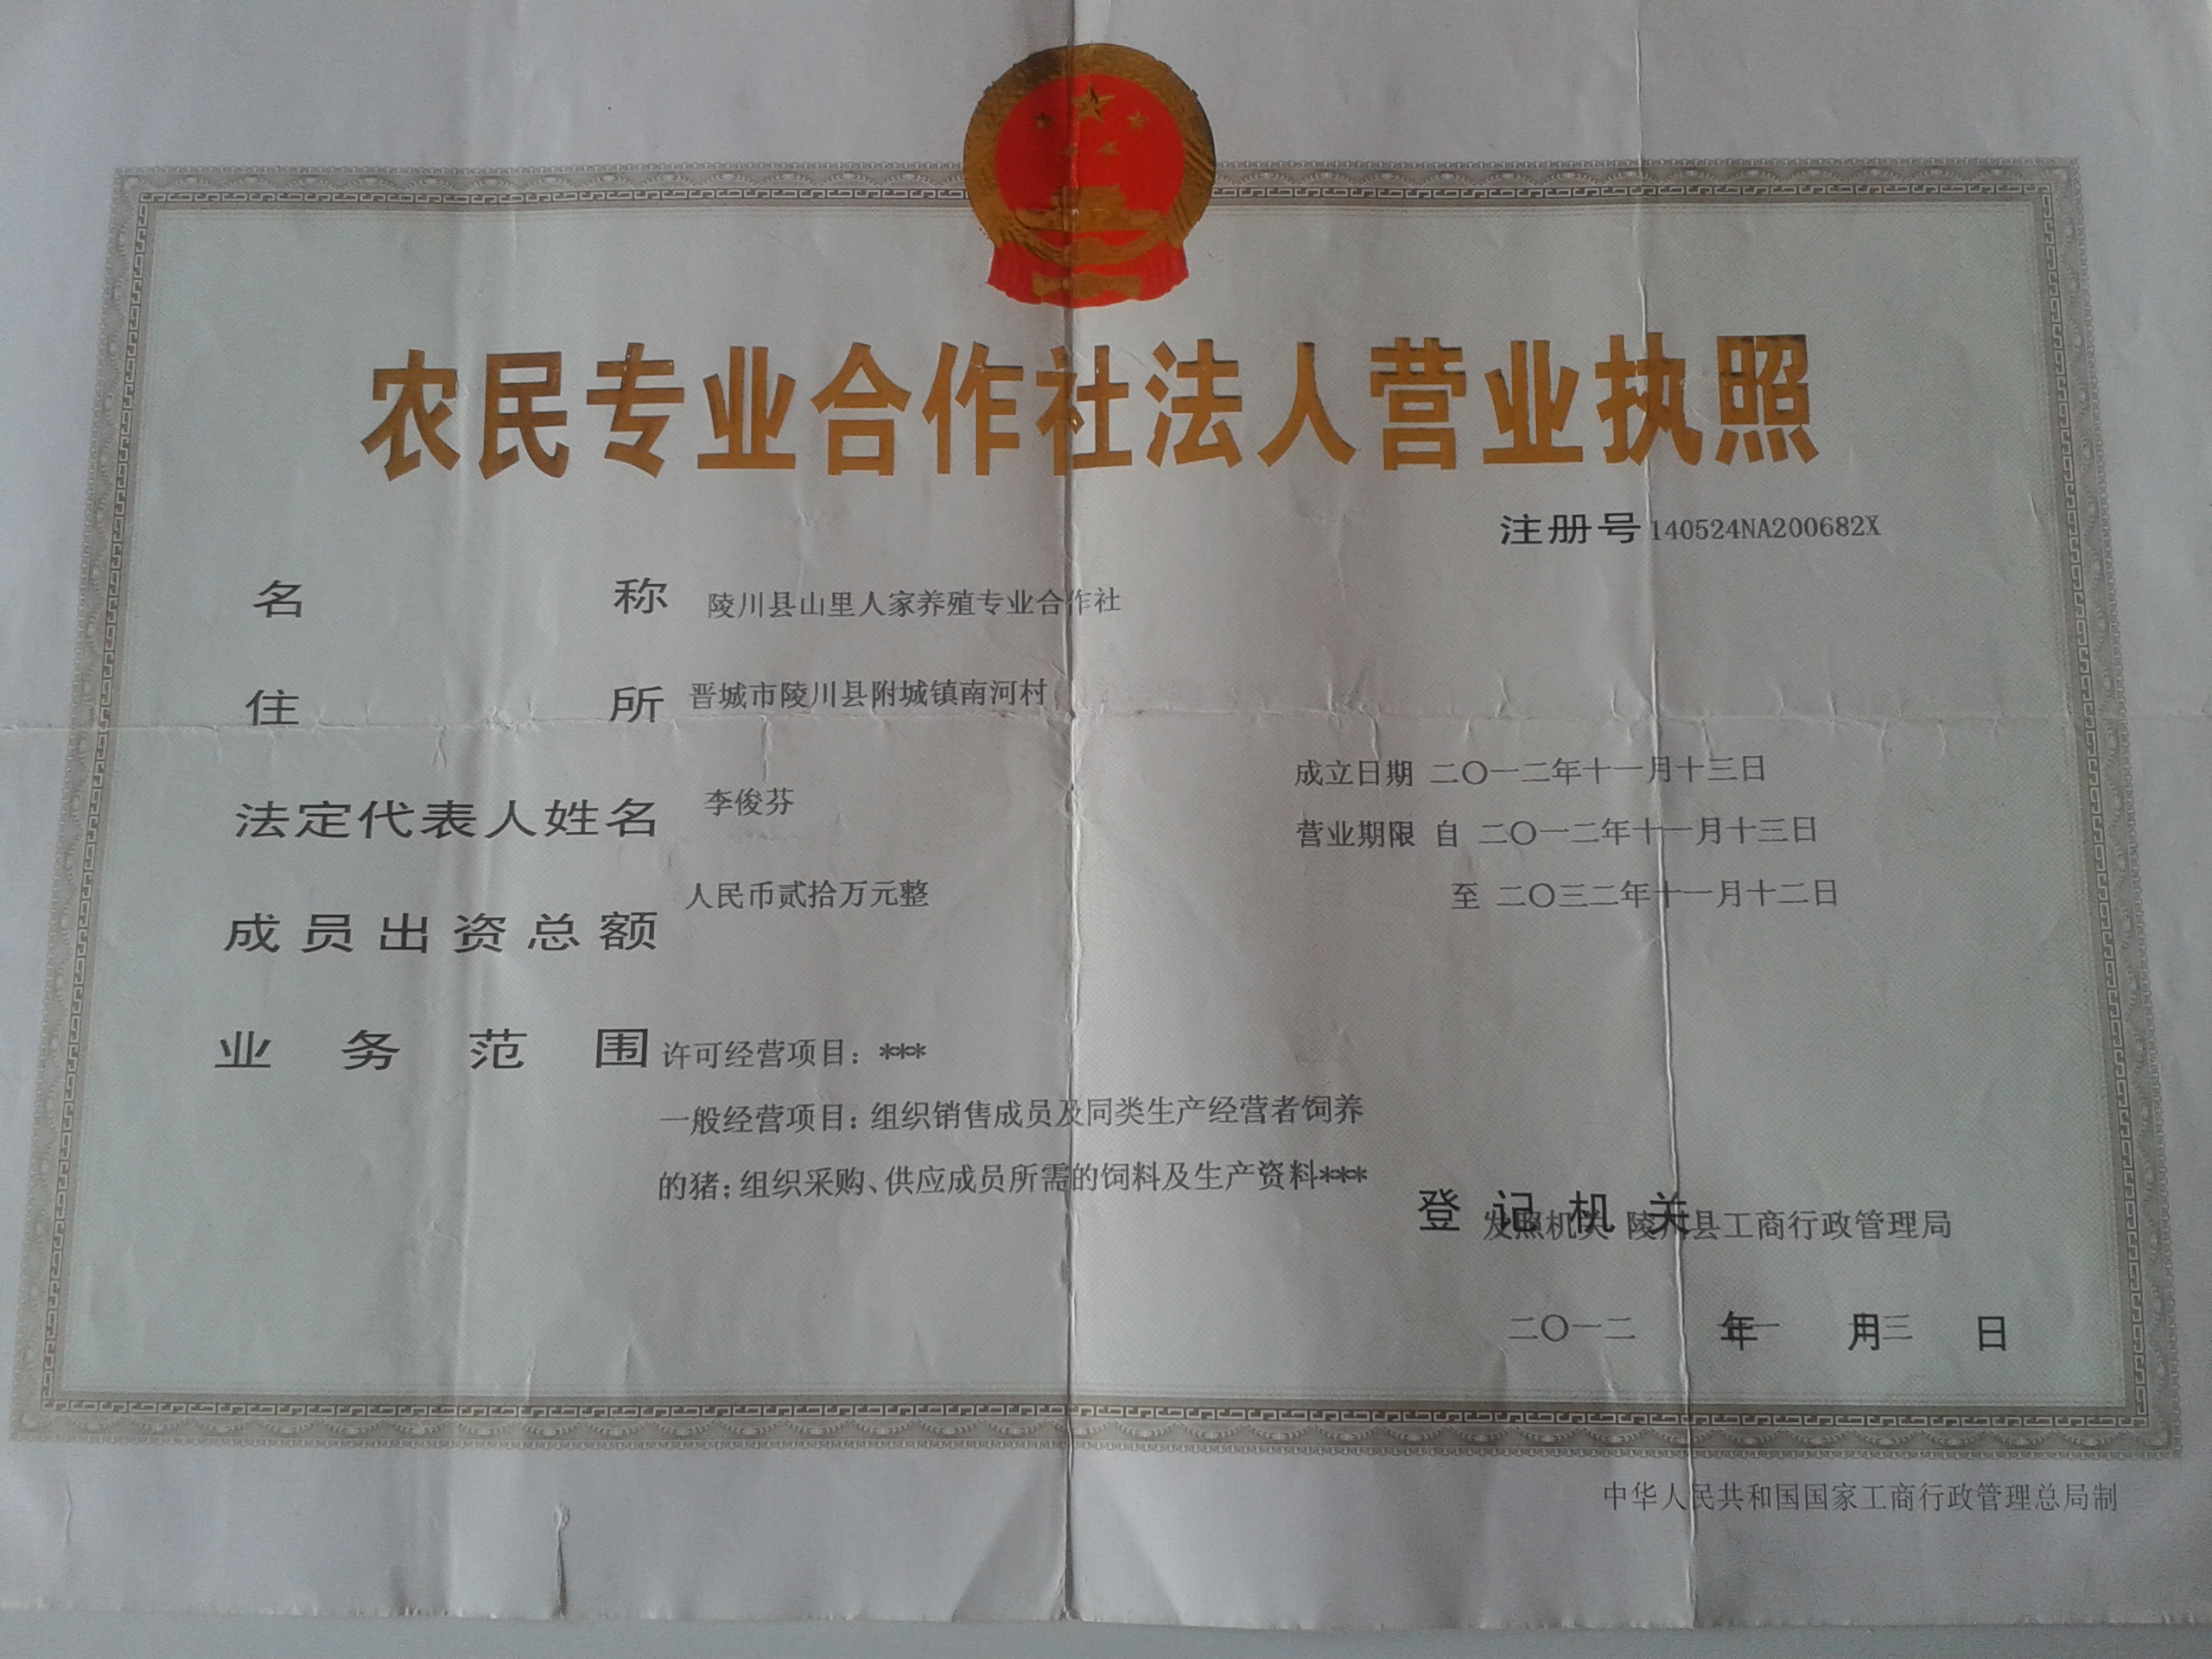 农民专业合作社法人营业执照
注册号 140524NA200682X
名称 陵川县山里人家养殖专业合作社
住所 晋城市陵川县附城镇南河村
法定代表人姓名 李俊芬
成员出资总额 人民币贰拾万元整
成立日期 二〇一二年十一月十三日
营业期限 自 二〇一二年十一月十三日
至 二〇三二年十一月十二日
业务范围 许可经营项目：***
一般经营项目：组织销售成员及同类生产经营者饲养
的猪；组织采购、供应成员所需的饲料及生产资料***
登记机关
发照机关 陵川县工商行政管理局
二〇一二 年 十一 月 十三 日
中华人民共和国国家工商行政管理总局制